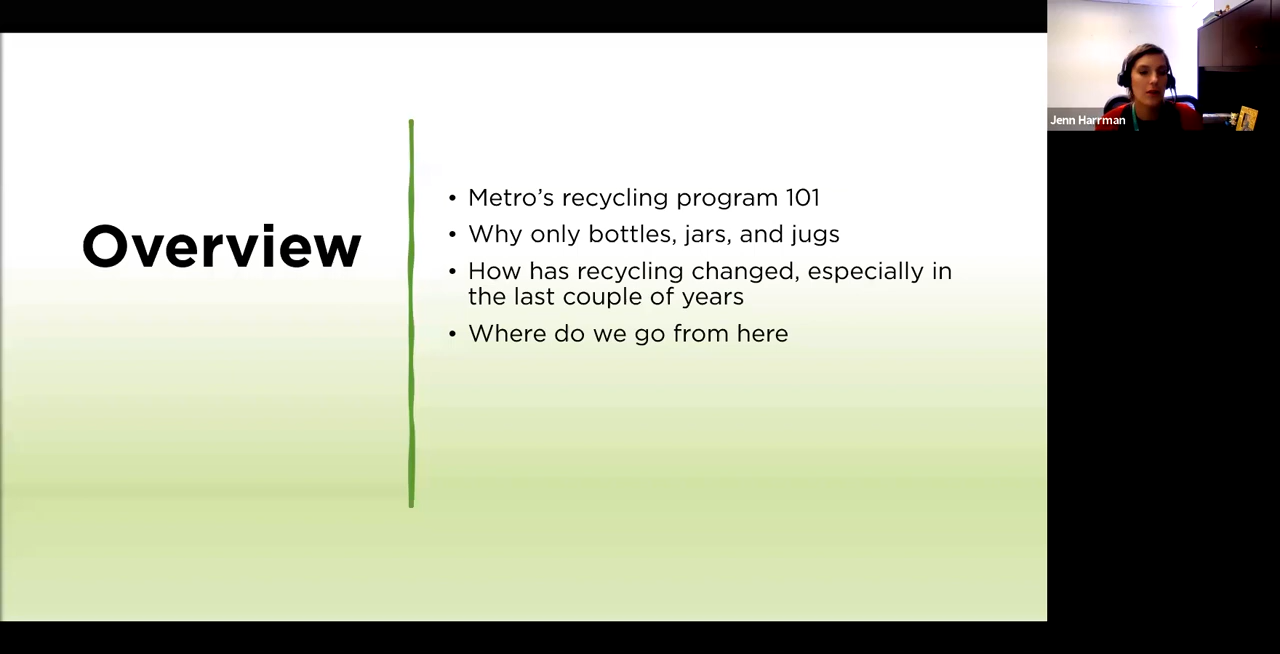 Overview
• Metro’s recycling program 101
• Why only bottles, jars, and jugs
• How has recycling changed, especially in
the last couple of years
• Where do we go from here
Jenn Harrman